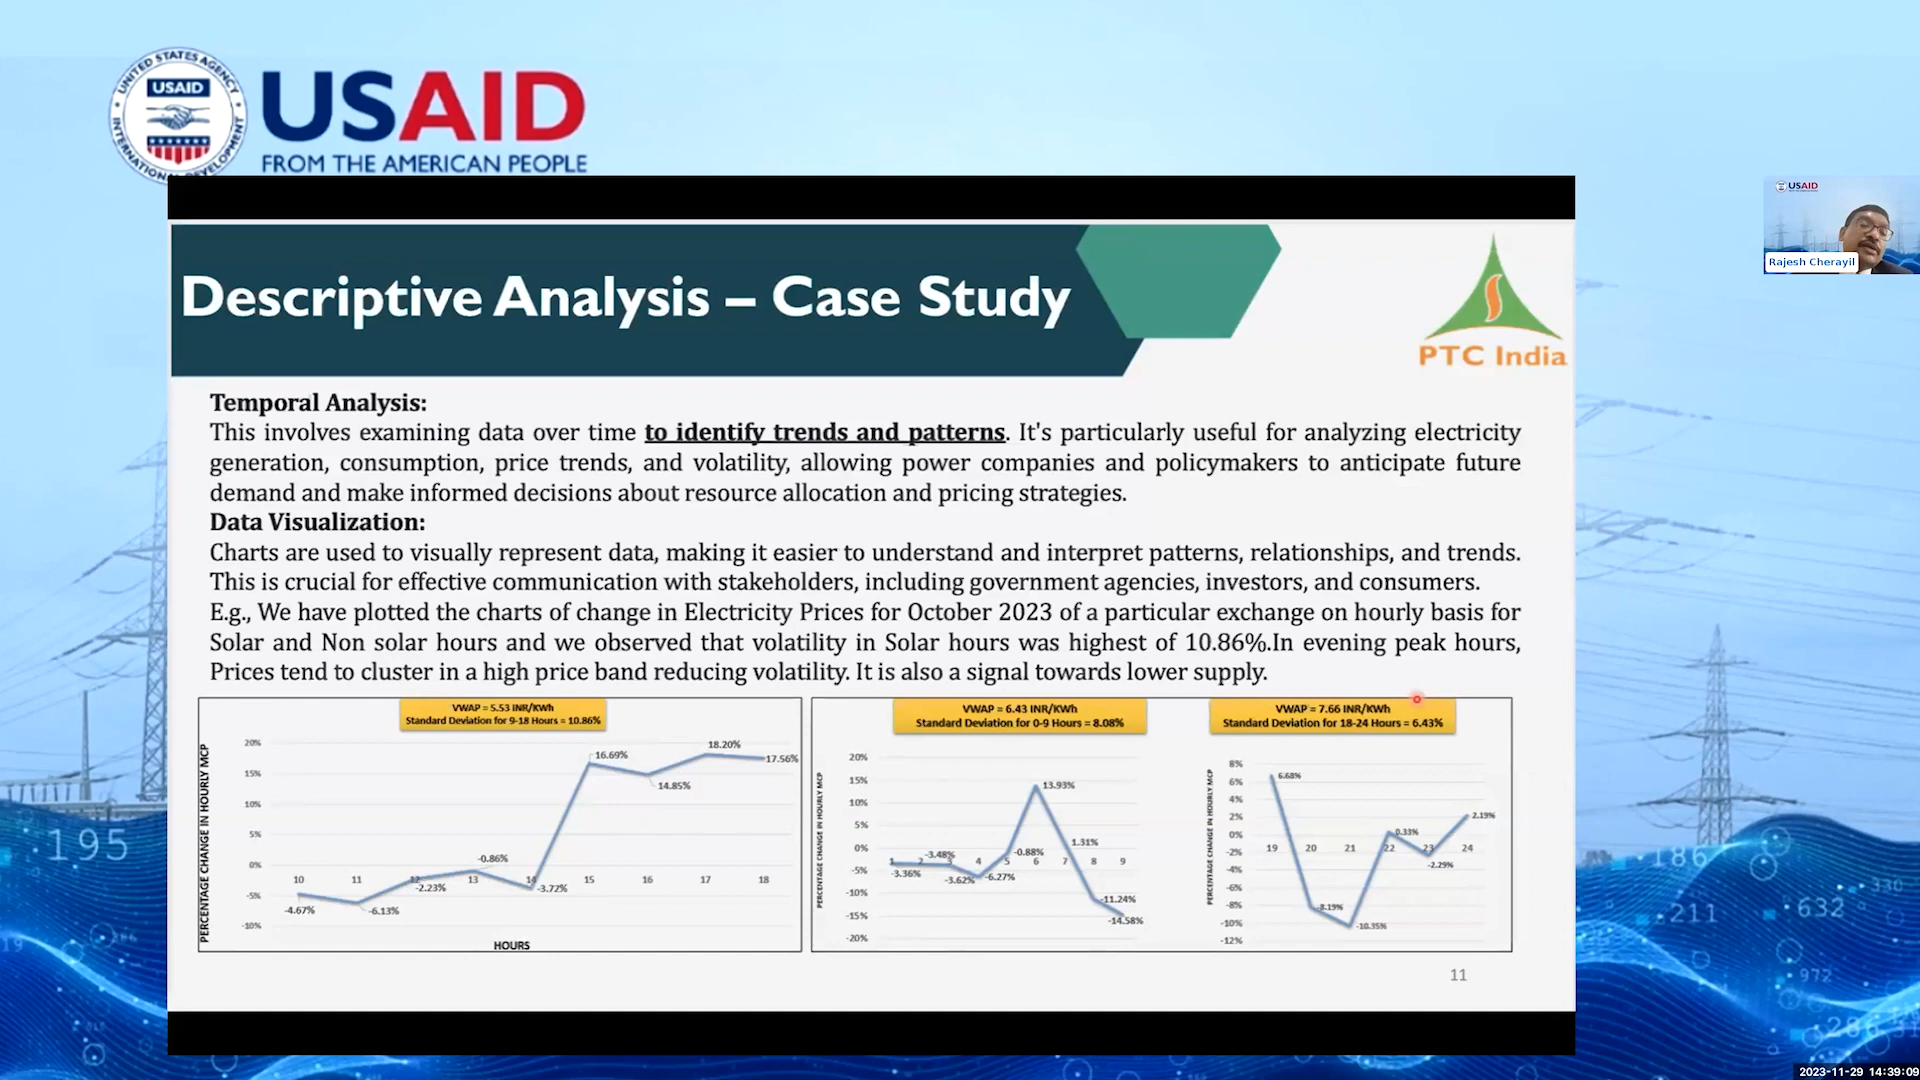 UNITED STATES AGENCY
USAID
INTERNATIONAL DEVELOPMENT
USAID
FROM THE AMERICAN PEOPLE
USAID
Rajesh Cherayil
Descriptive Analysis – Case Study
PTC India
Temporal Analysis:
This involves examining data over time to identify trends and patterns. It's particularly useful for analyzing electricity
generation, consumption, price trends, and volatility, allowing power companies and policymakers to anticipate future
demand and make informed decisions about resource allocation and pricing strategies.
Data Visualization:
Charts are used to visually represent data, making it easier to understand and interpret patterns, relationships, and trends.
This is crucial for effective communication with stakeholders, including government agencies, investors, and consumers.
E.g., We have plotted the charts of change in Electricity Prices for October 2023 of a particular exchange on hourly basis for
Solar and Non solar hours and we observed that volatility in Solar hours was highest of 10.86%.In evening peak hours,
Prices tend to cluster in a high price band reducing volatility. It is also a signal towards lower supply.
VWAP = 5.53 INR/KWh
Standard Deviation for 9-18 Hours = 10.86%
PERCENTAGE CHANGE IN HOURLY MCP
20%
15%
10%
5%
0%
-5%
-10%
10 11 12 13 14 15 16 17 18
-4.67%
-6.13%
-2.23%
-0.86%
-3.72%
16.69%
14.85%
18.20%
17.56%
HOURS
VWAP = 6.43 INR/KWh
Standard Deviation for 0-9 Hours = 8.08%
PERCENTAGE CHANGE IN HOURLY MCP
20%
15%
10%
5%
0%
-5%
-10%
-15%
-20%
1 2 3 4 5 6 7 8 9
-3.36%
-3.48%
-3.62%
-6.27%
-0.88%
13.93%
1.31%
-11.24%
-14.58%
VWAP = 7.66 INR/KWh
Standard Deviation for 18-24 Hours = 6.43%
PERCENTAGE CHANGE IN HOURLY MCP
8%
6%
4%
2%
0%
-2%
-4%
-6%
-8%
-10%
-12%
19 20 21 22 23 24
6.68%
-8.19%
-10.35%
0.33%
-2.29%
2.19%
11
195
186
330
211
632
972
2023-11-29 14:39:09